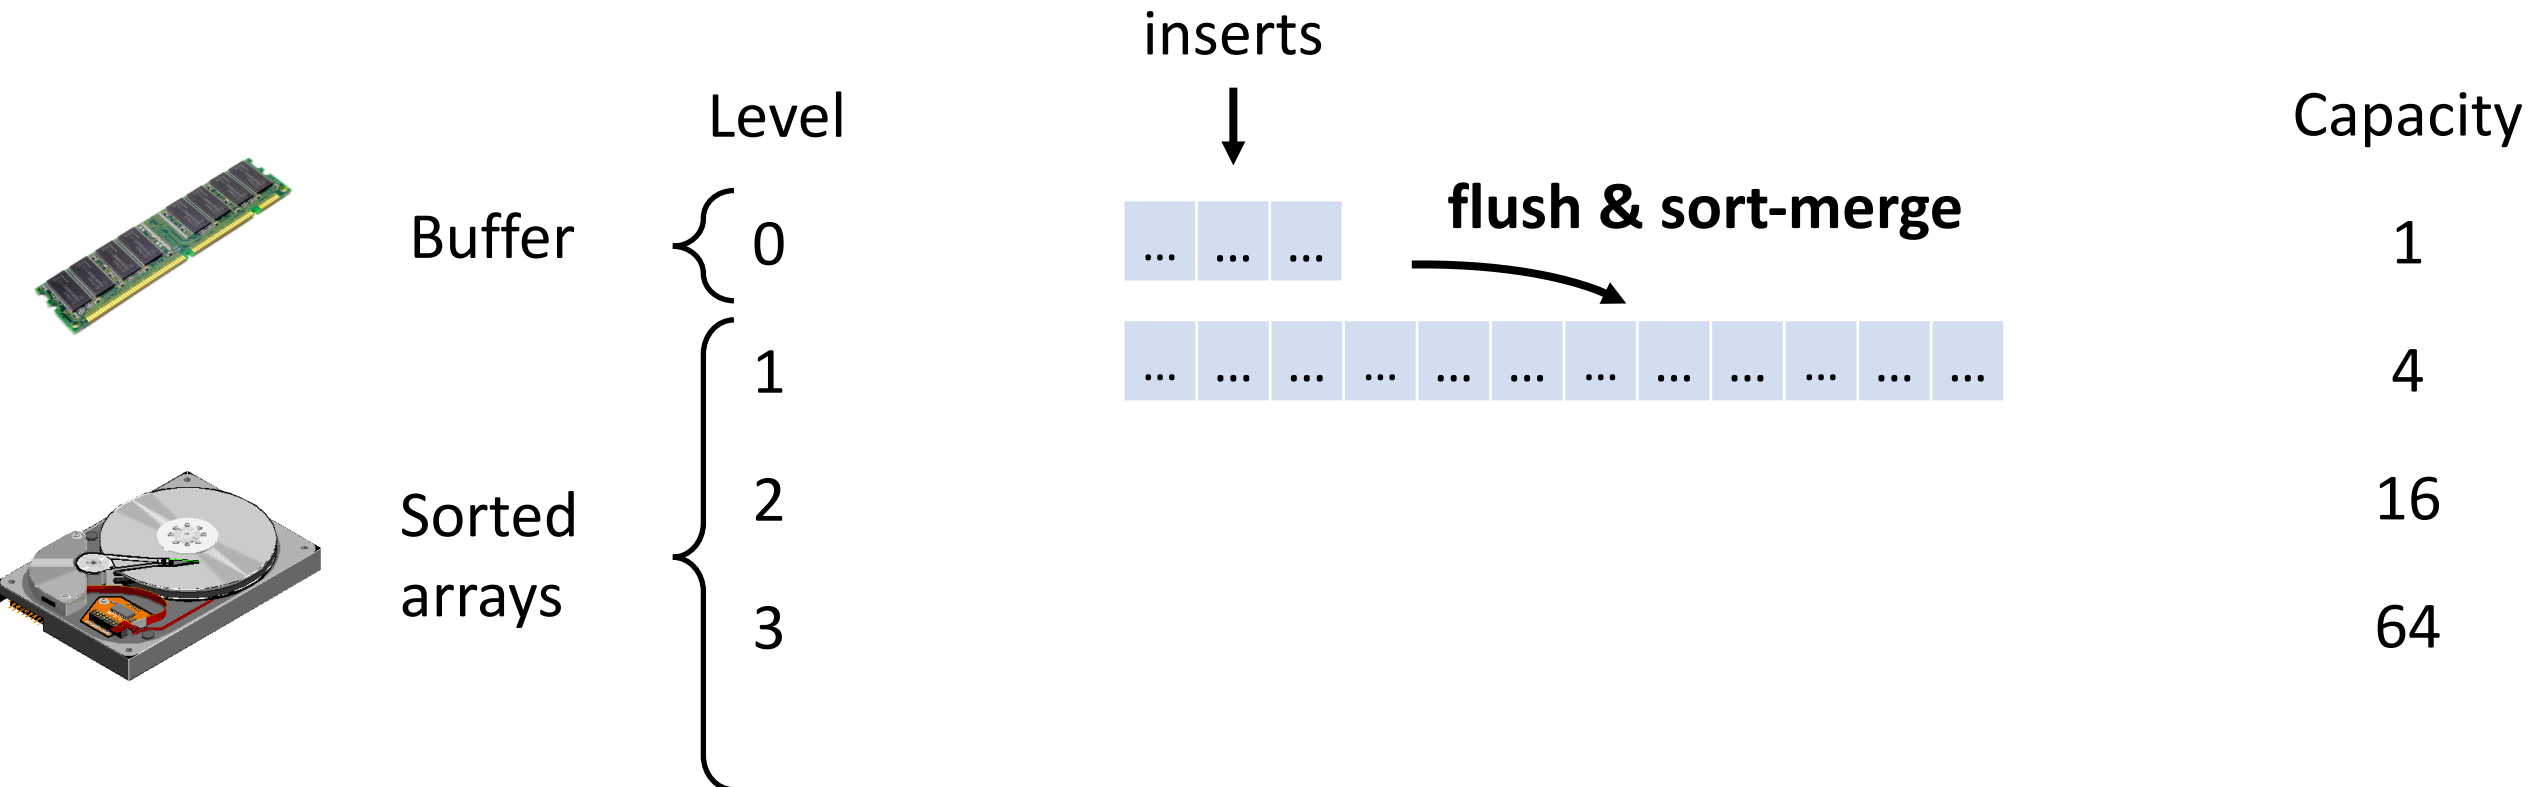 inserts
Level
Capacity
Buffer
0
... ... ...
flush & sort-merge
1
1
... ... ... ... ... ... ... ... ... ... ... ...
4
Sorted
arrays
2
16
3
64